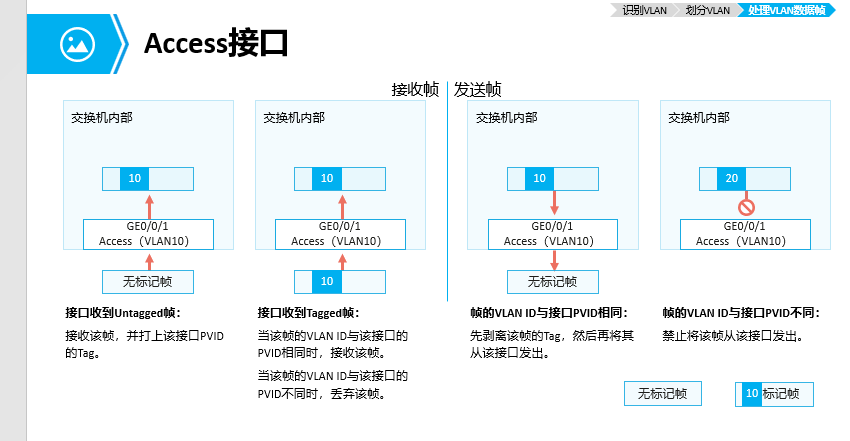 识别VLAN 划分VLAN 处理VLAN数据帧
Access接口
接收帧 发送帧
交换机内部
10
GE0/0/1
Access（VLAN10）
无标记帧
接口收到Untagged帧：
接收该帧，并打上该接口PVID
的Tag。
交换机内部
10
GE0/0/1
Access（VLAN10）
10
接口收到Tagged帧：
当该帧的VLAN ID与该接口的
PVID相同时，接收该帧。
当该帧的VLAN ID与该接口的
PVID不同时，丢弃该帧。
交换机内部
10
GE0/0/1
Access（VLAN10）
无标记帧
帧的VLAN ID与接口PVID相同：
先剥离该帧的Tag，然后再将其
从该接口发出。
交换机内部
20
GE0/0/1
Access（VLAN10）
帧的VLAN ID与接口PVID不同：
禁止将该帧从该接口发出。
无标记帧
10 标记帧